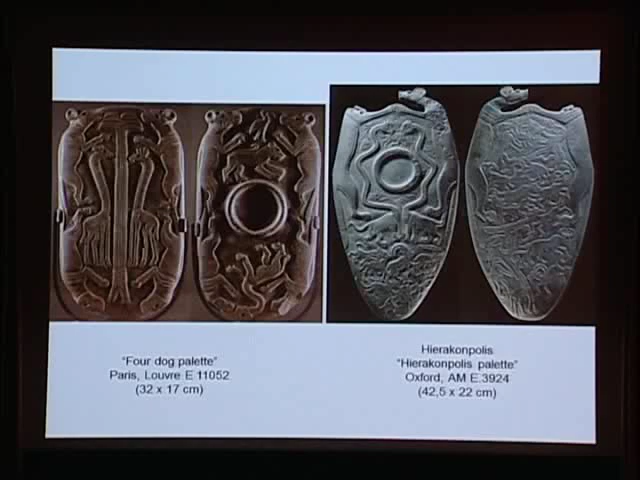 "Four dog palette"
Paris, Louvre E 11052
(32 x 17 cm)
Hierakonpolis
"Hierakonpolis palette"
Oxford, AM E.3924
(42,5 x 22 cm)